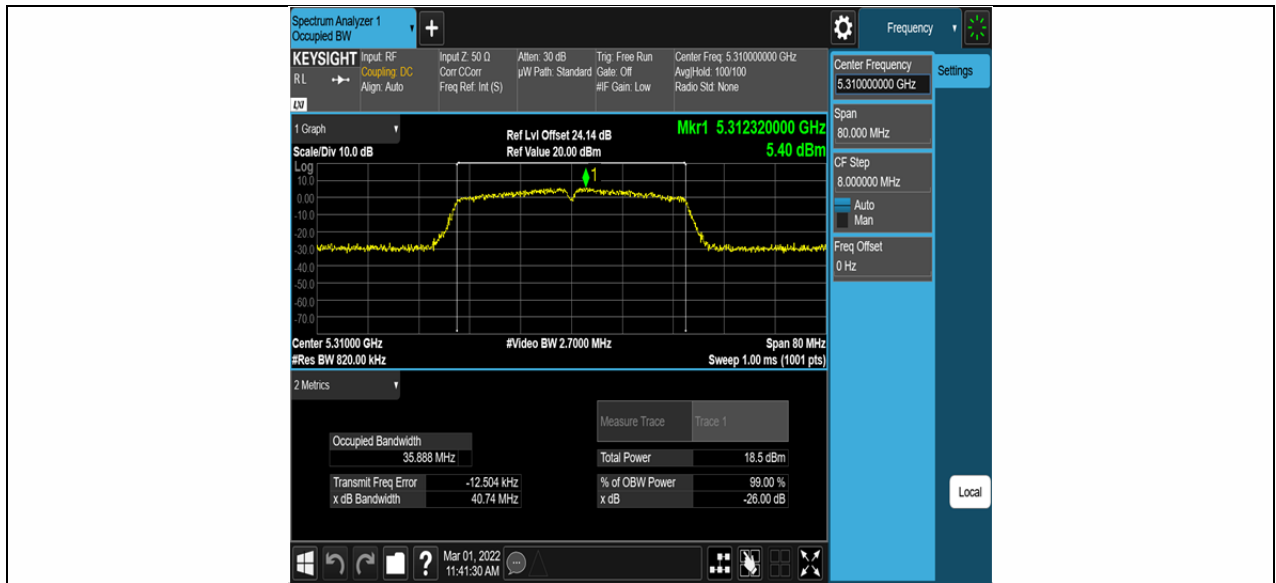 Spectrum Analyzer 1
Occupied BW
+
Frequency
KEYSIGHT
RL
LXI
Input: RF
Coupling: DC
Align: Auto
Input Z: 50 Ω
Corr CCorr
Freq Ref: Int (S)
Atten: 30 dB
µW Path: Standard
Trig: Free Run
Gate: Off
#IF Gain: Low
Center Freq: 5.310000000 GHz
Avg|Hold: 100/100
Radio Std: None
Center Frequency
5.310000000 GHz
Settings
Span
80.000 MHz
CF Step
8.000000 MHz
Auto
Man
Freq Offset
0 Hz
Local
1 Graph
Scale/Div 10.0 dB
Ref Lvl Offset 24.14 dB
Ref Value 20.00 dBm
Mkr1 5.312320000 GHz
5.40 dBm
Log
1
10.0
0.00
-10.0
-20.0
-30.0
-40.0
-50.0
-60.0
-70.0
Center 5.31000 GHz
#Video BW 2.7000 MHz
Span 80 MHz
#Res BW 820.00 kHz
Sweep 1.00 ms (1001 pts)
2 Metrics
Measure Trace Trace 1
Occupied Bandwidth
35.888 MHz
Total Power 18.5 dBm
Transmit Freq Error -12.504 kHz
% of OBW Power 99.00 %
x dB Bandwidth 40.74 MHz
x dB -26.00 dB
?
Mar 01, 2022
11:41:30 AM